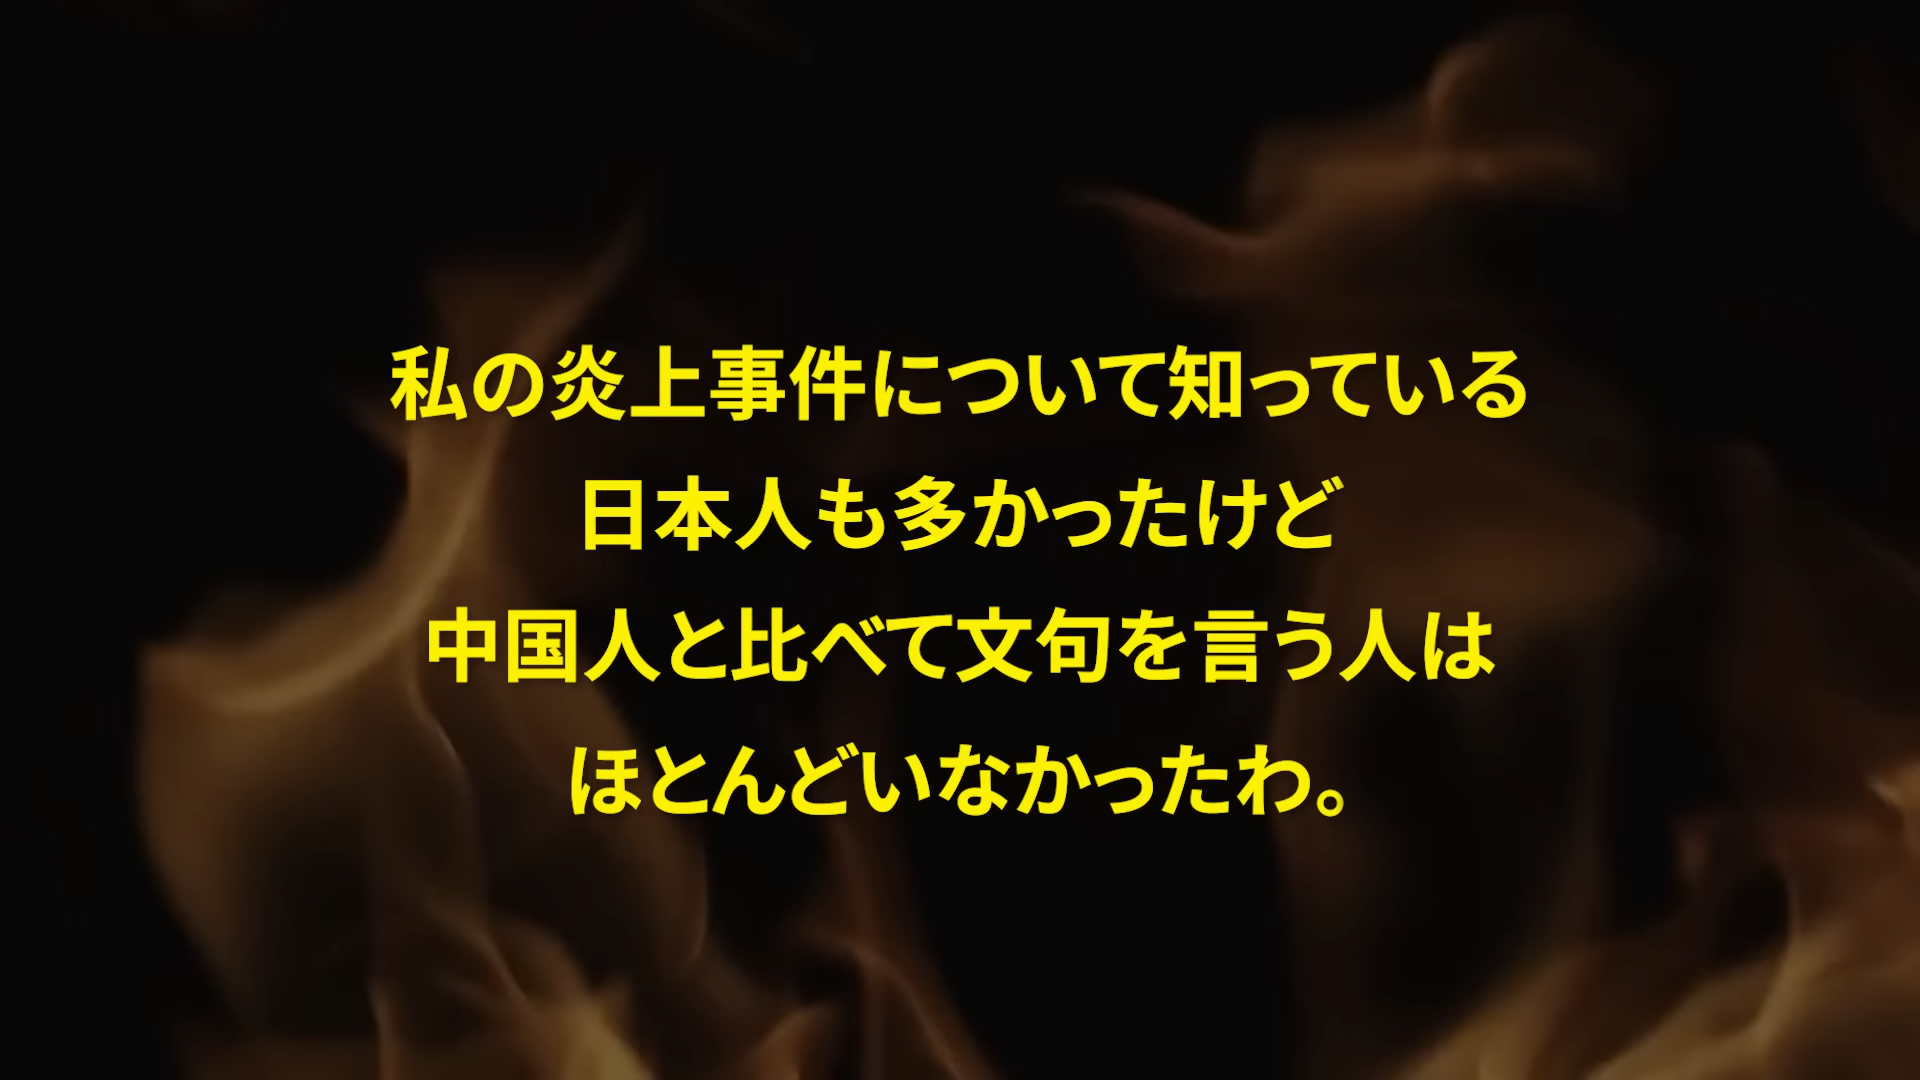 私の炎上事件について知っている
日本人も多かったけど
中国人と比べて文句を言う人は
ほとんどいなかったわ。